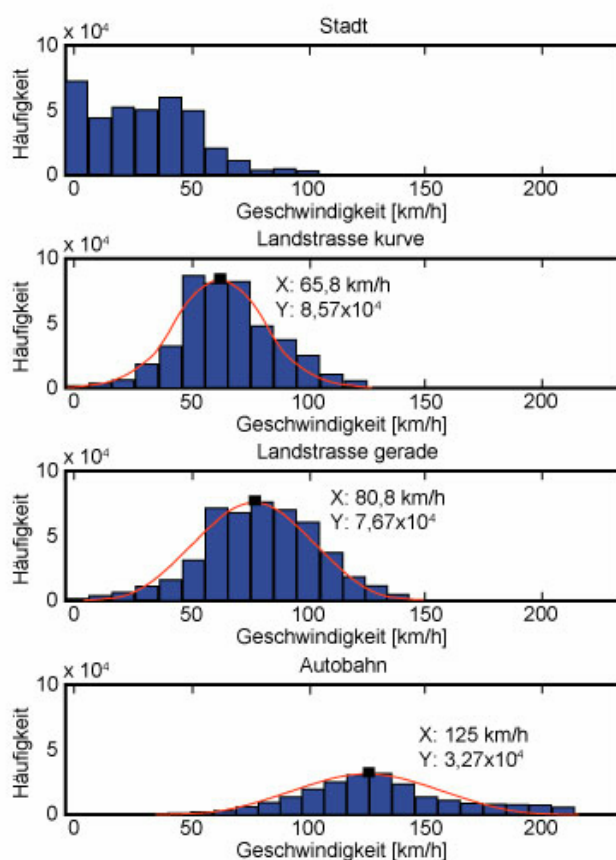 Stadt
x 10⁴
10
5
0
Häufigkeit
0 50 100 150 200
Geschwindigkeit [km/h]
Landstrasse kurve
x 10⁴
10
5
0
Häufigkeit
X: 65,8 km/h
Y: 8,57x10⁴
0 50 100 150 200
Geschwindigkeit [km/h]
Landstrasse gerade
x 10⁴
10
5
0
Häufigkeit
X: 80,8 km/h
Y: 7,67x10⁴
0 50 100 150 200
Geschwindigkeit [km/h]
Autobahn
x 10⁴
10
5
0
Häufigkeit
X: 125 km/h
Y: 3,27x10⁴
0 50 100 150 200
Geschwindigkeit [km/h]